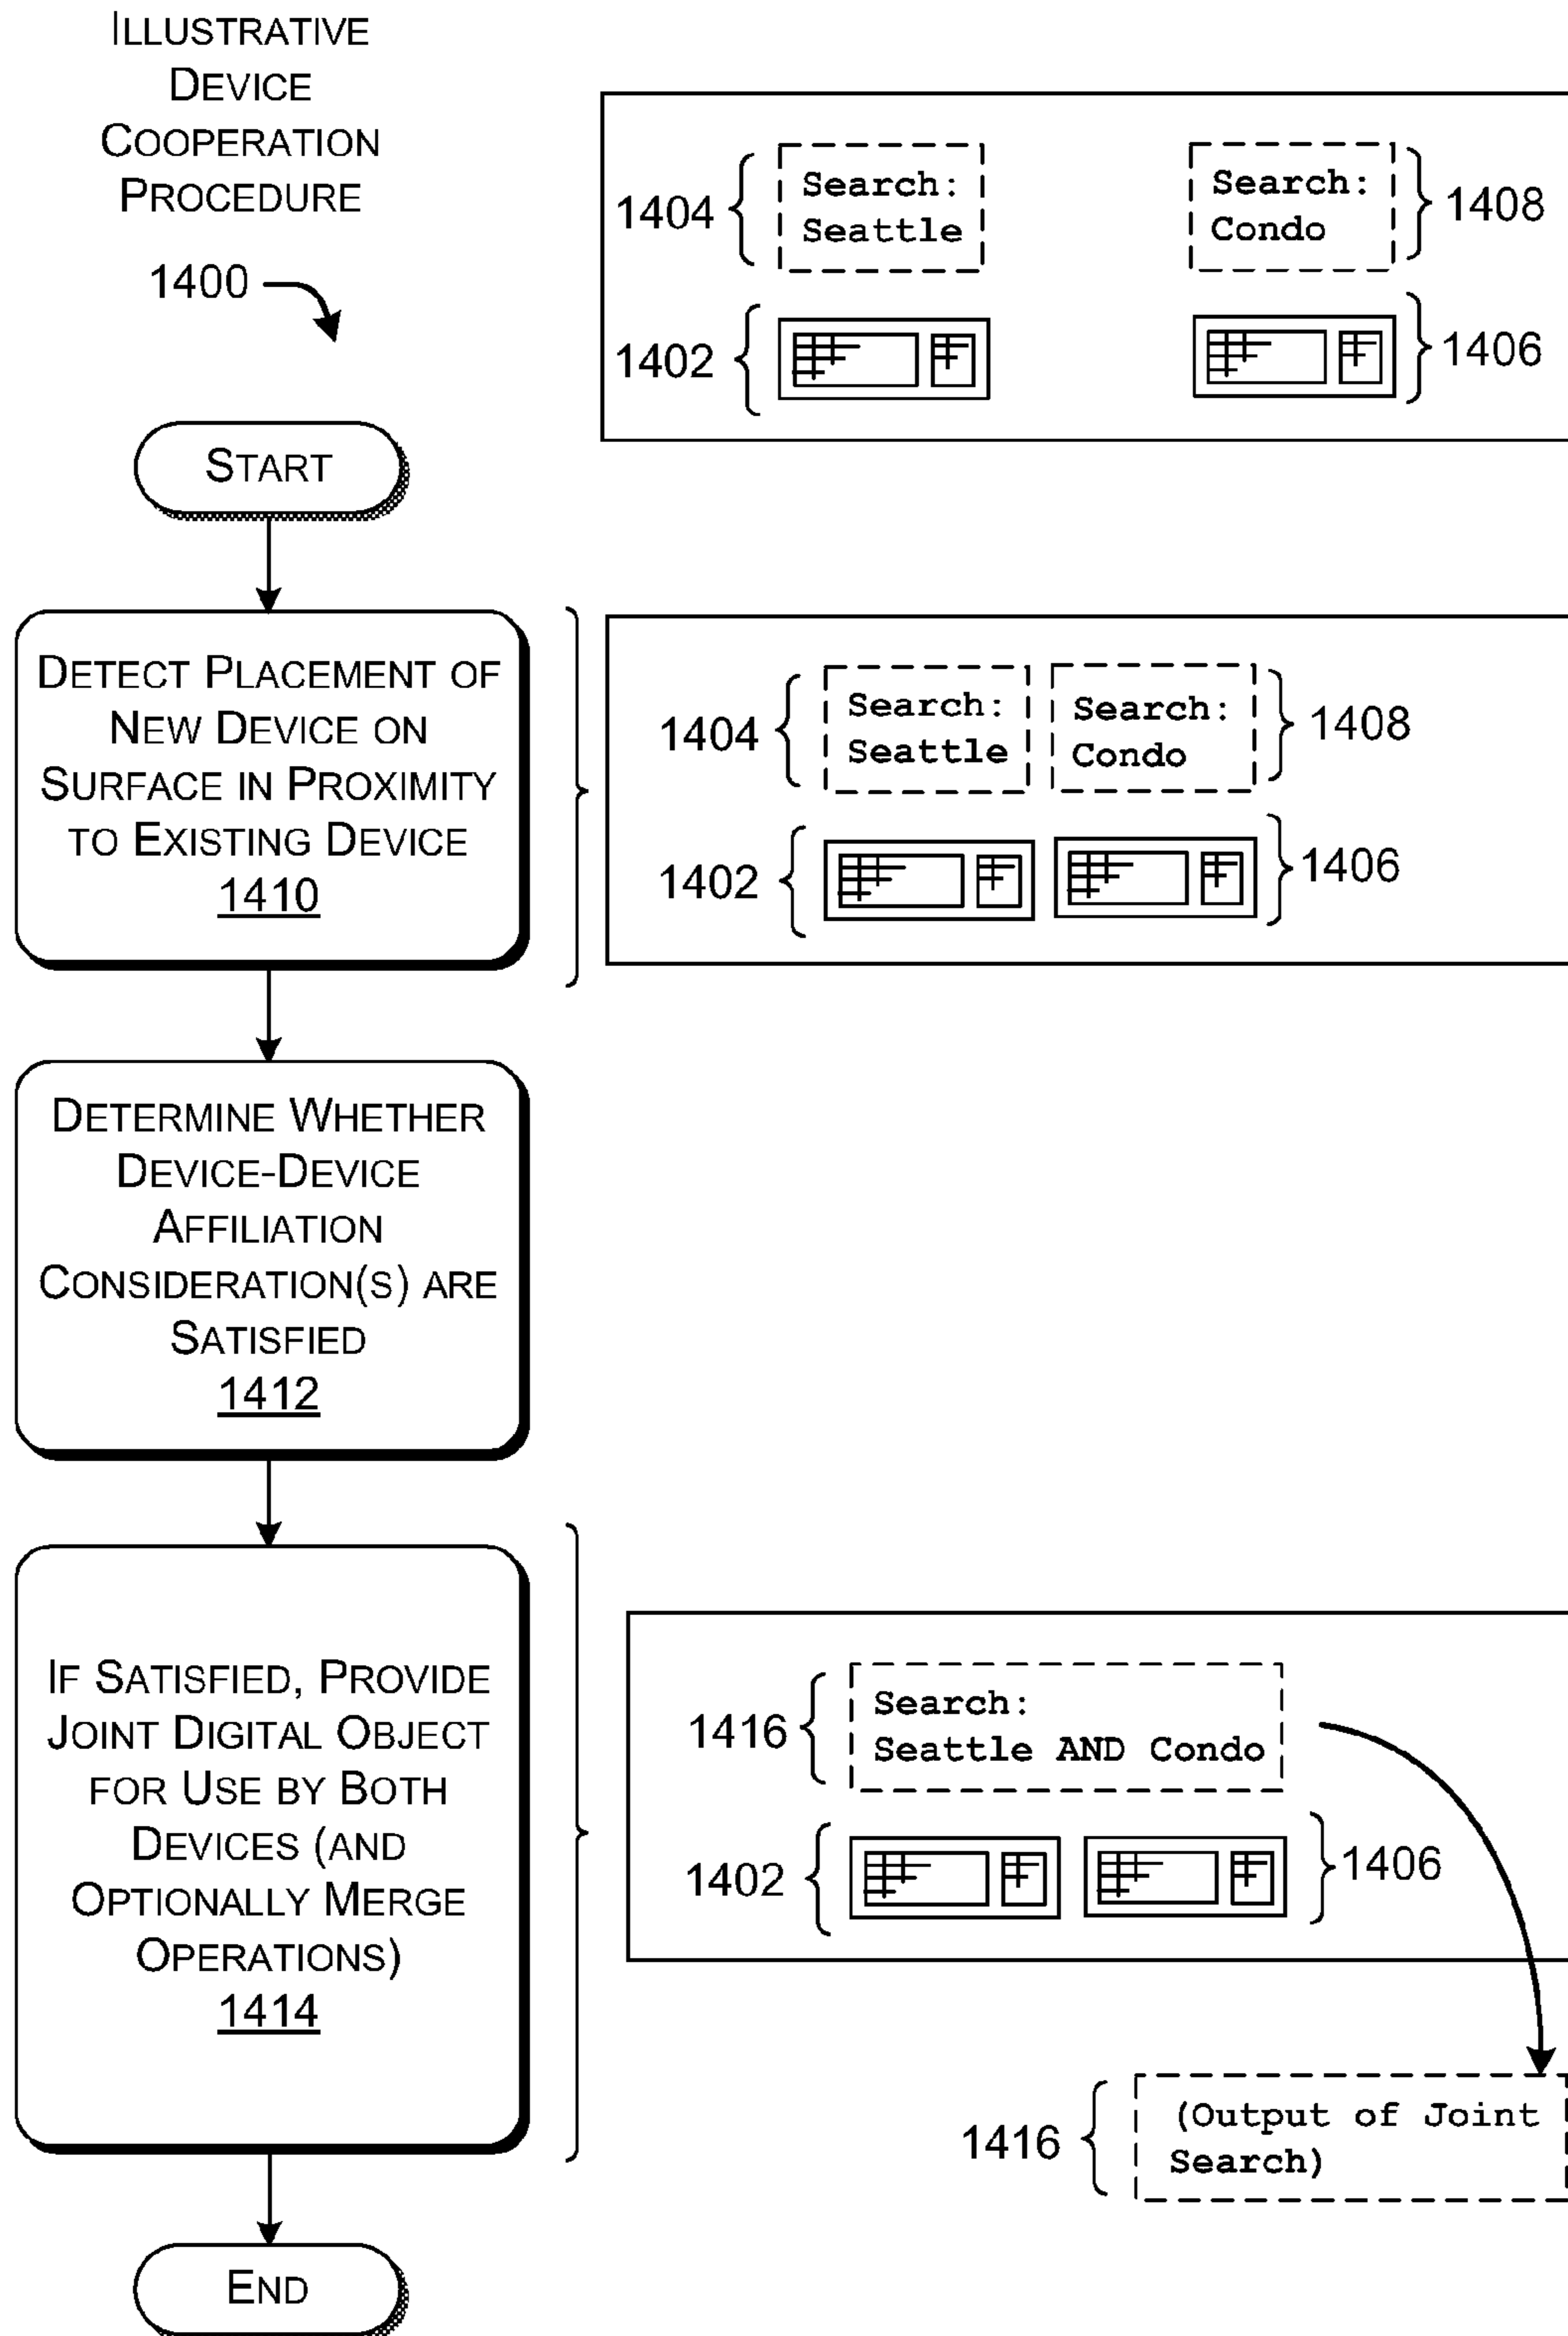 ILLUSTRATIVE
DEVICE
COOPERATION
PROCEDURE
1400
1404
Search:
Seattle
Search:
Condo
1408
1402
1406
START
DETECT PLACEMENT OF
NEW DEVICE ON
SURFACE IN PROXIMITY
TO EXISTING DEVICE
1410
1404
Search:
Seattle
Search:
Condo
1408
1402
1406
DETERMINE WHETHER
DEVICE-DEVICE
AFFILIATION
CONSIDERATION(S) ARE
SATISFIED
1412
IF SATISFIED, PROVIDE
JOINT DIGITAL OBJECT
FOR USE BY BOTH
DEVICES (AND
OPTIONALLY MERGE
OPERATIONS)
1414
1416
Search:
Seattle AND Condo
1402
1406
1416
(Output of Joint
Search)
END